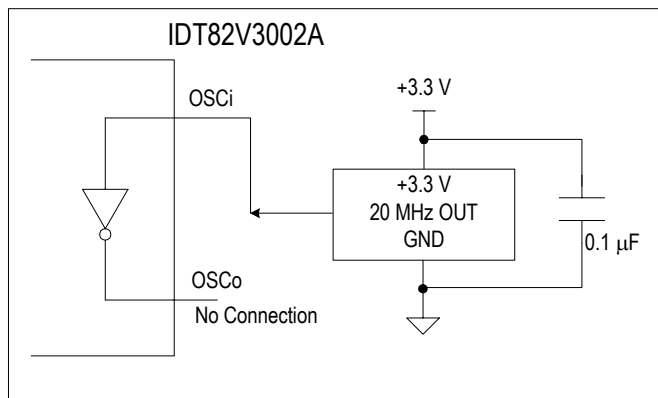 IDT82V3002A
OSCi
+3.3 V
+3.3 V
20 MHz OUT
GND
0.1 μF
OSCo
No Connection